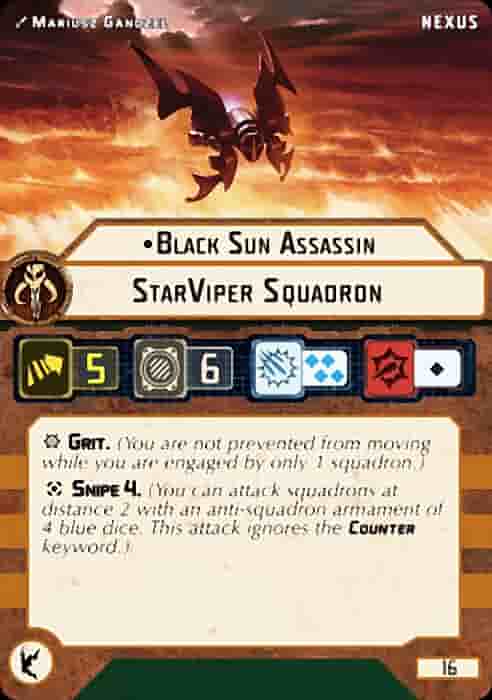 Mariusz Gandzel
NEXUS
•Black Sun Assassin
StarViper Squadron
5
6
Grit. (You are not prevented from moving
while you are engaged by only 1 squadron.)
Snipe 4. (You can attack squadrons at
distance 2 with an anti-squadron armament of
4 blue dice. This attack ignores the Counter
keyword.)
16